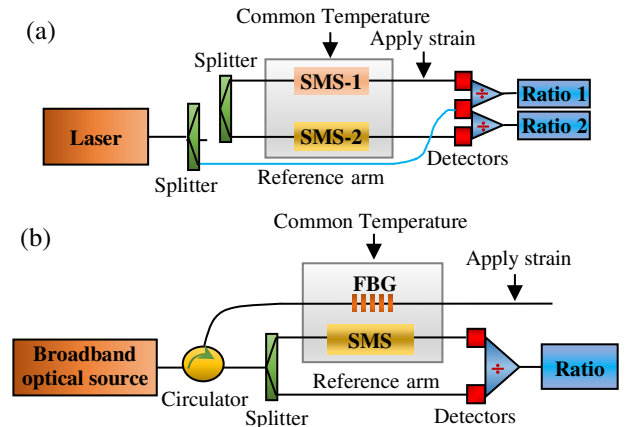 (a)
Common Temperature
Apply strain
Splitter
SMS-1
÷
Ratio 1
Laser
SMS-2
÷
Ratio 2
Splitter
Reference arm
Detectors
(b)
Common Temperature
Apply strain
FBG
Broadband
optical source
SMS
÷
Ratio
Circulator
Reference arm
Splitter
Detectors